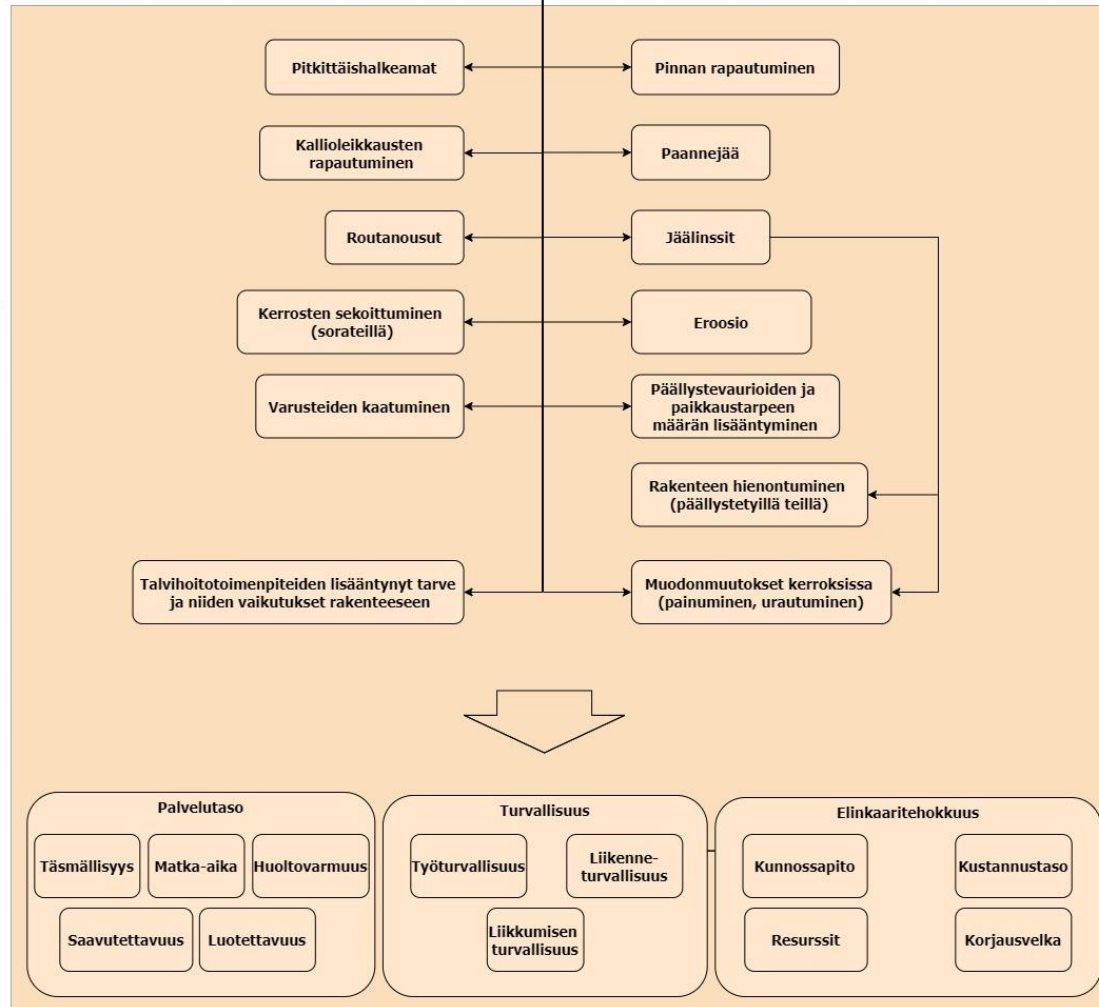 Pitkittäishalkeamat
Pinnan rapautuminen
Kallioleikkausten
rapautuminen
Paannejää
Routanousut
Jäälinssit
Kerrosten sekoittuminen
(sorateillä)
Eroosio
Varusteiden kaatuminen
Päällystevaurioiden ja
paikkaustarpeen
määrän lisääntyminen
Rakenteen hienontuminen
(päällystetyillä teillä)
Talvihoitotoimenpiteiden lisääntynyt tarve
ja niiden vaikutukset rakenteeseen
Muodonmuutokset kerroksissa
(painuminen, urautuminen)
Palvelutaso
Täsmällisyys
Matka-aika
Huoltovarmuus
Saavutettavuus
Luotettavuus
Turvallisuus
Työturvallisuus
Liikenne-
turvallisuus
Liikkumisen
turvallisuus
Elinkaaritehokkuus
Kunnossapito
Kustannustaso
Resurssit
Korjausvelka